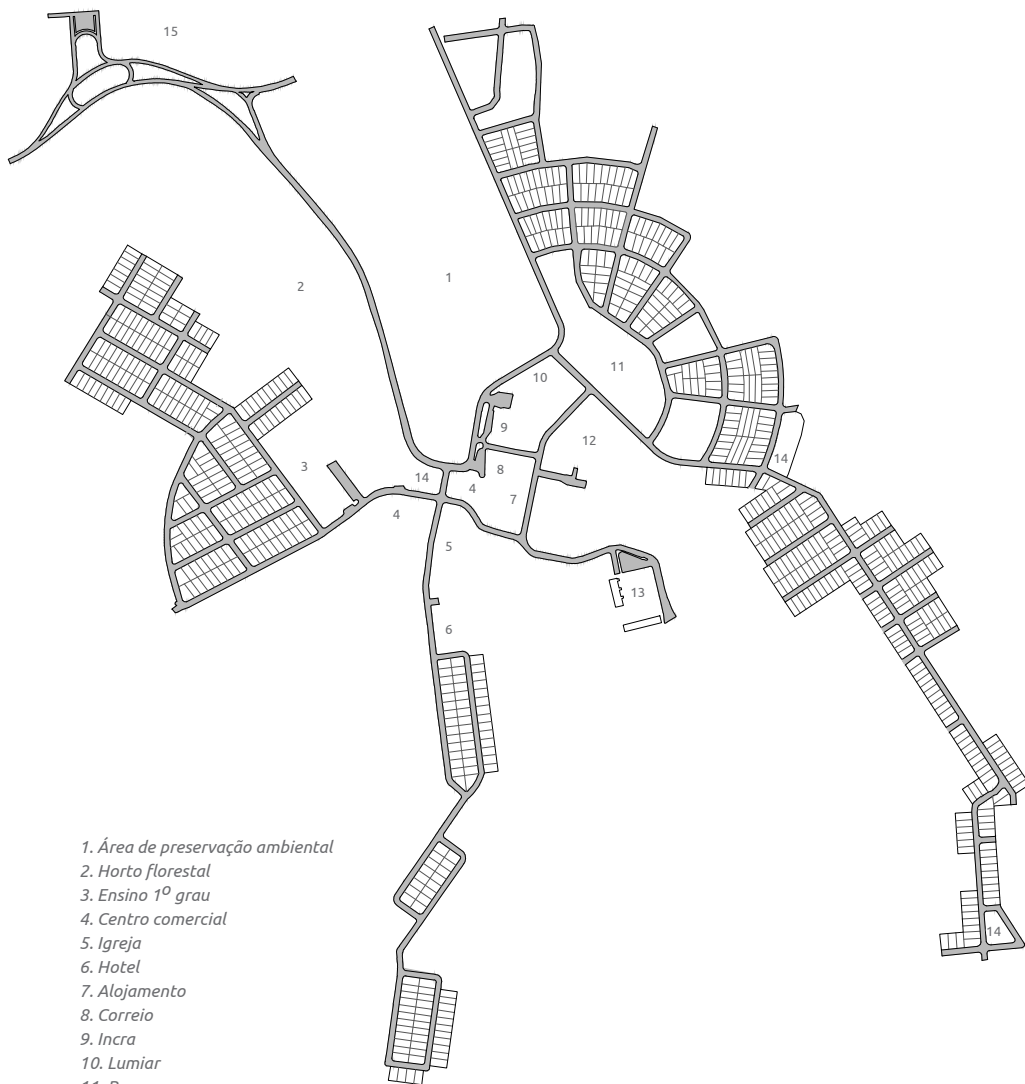 15
1
2
11
10
9
12
8
14
14
3
4
7
4
5
13
6
14
1. Área de preservação ambiental
2. Horto florestal
3. Ensino 1º grau
4. Centro comercial
5. Igreja
6. Hotel
7. Alojamento
8. Correio
9. Incra
10. Lumiar